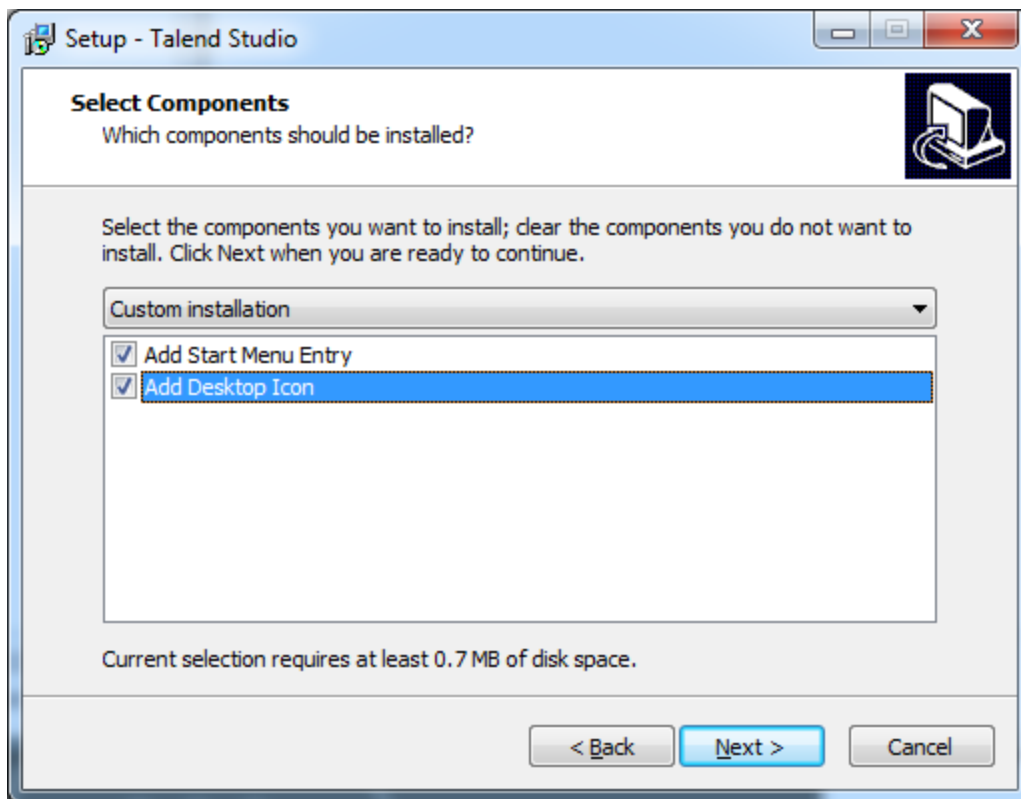 Setup - Talend Studio
Select Components
Which components should be installed?
Select the components you want to install; clear the components you do not want to
install. Click Next when you are ready to continue.
Custom installation
Add Start Menu Entry
Add Desktop Icon
Current selection requires at least 0.7 MB of disk space.
< Back
Next >
Cancel